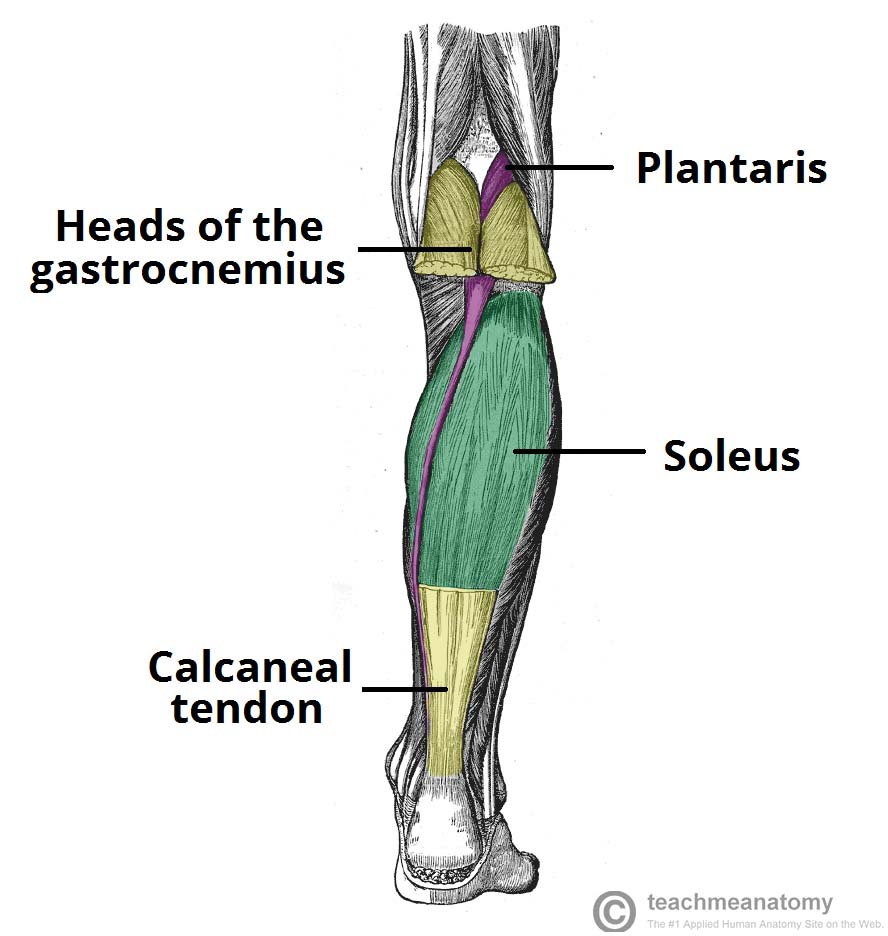 Plantaris
Heads of the
gastrocnemius
Soleus
Calcaneal
tendon
© teachmeanatomy
The #1 Applied Human Anatomy Site on the Web.